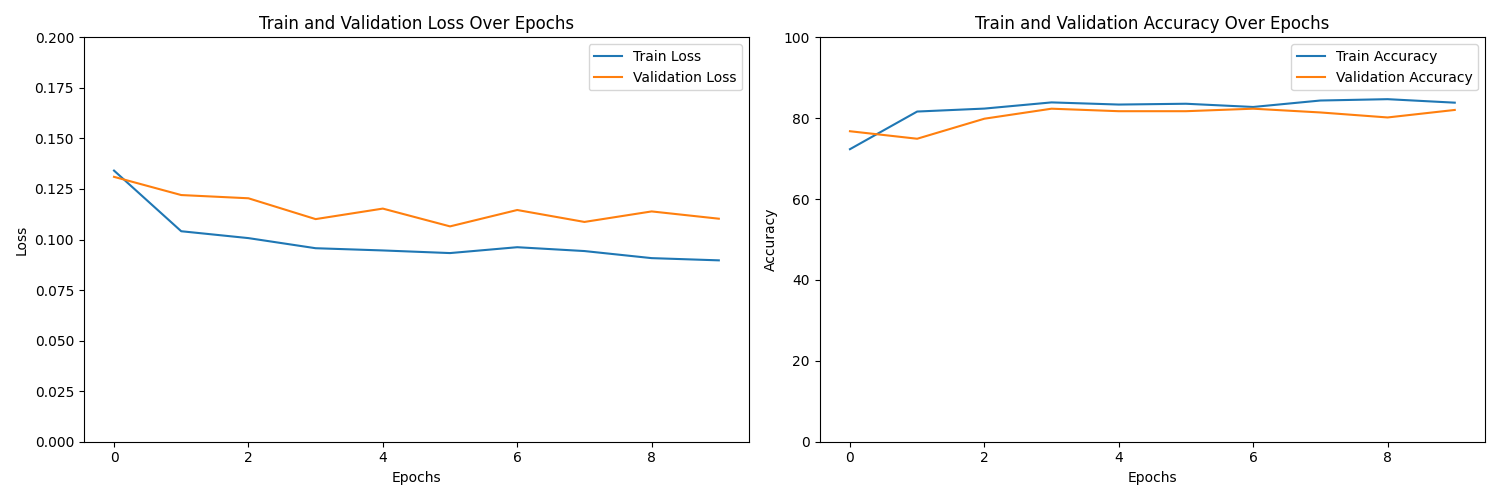 Train and Validation Loss Over Epochs
Train Loss
Validation Loss
0.200
0.175
0.150
0.125
0.100
0.075
0.050
0.025
0.000
Loss
0 2 4 6 8
Epochs
Train and Validation Accuracy Over Epochs
Train Accuracy
Validation Accuracy
100
80
60
40
20
0
Accuracy
0 2 4 6 8
Epochs